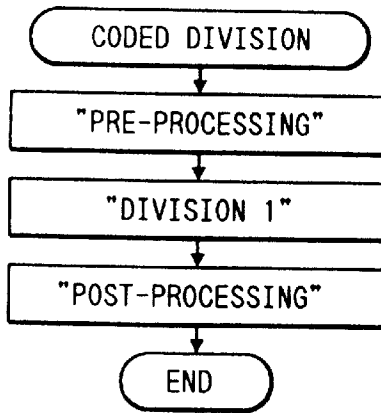 CODED DIVISION
"PRE-PROCESSING"
"DIVISION 1"
"POST-PROCESSING"
END